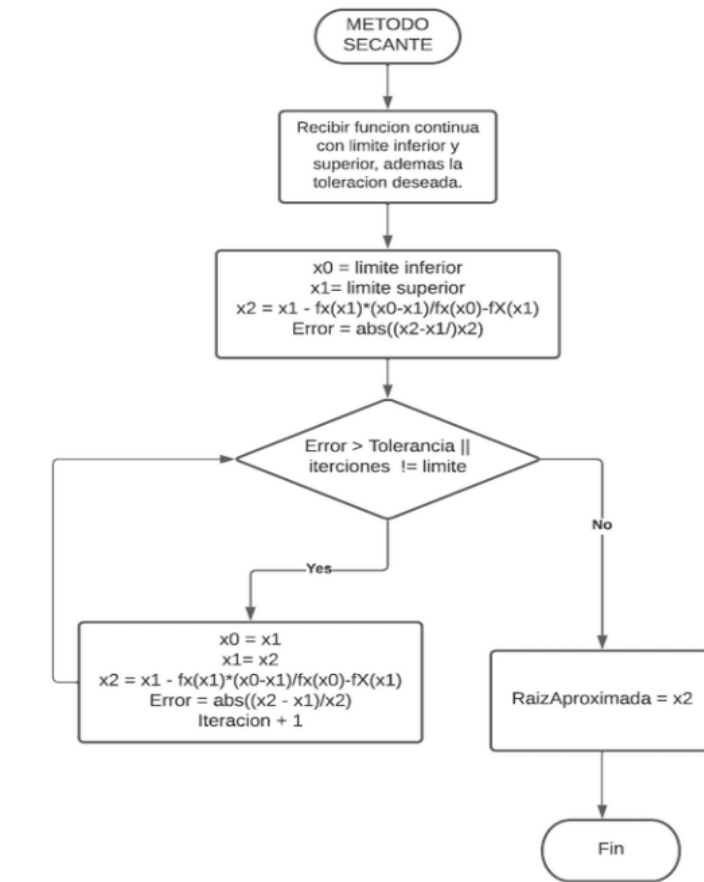 METODO
SECANTE
Recibir funcion continua
con limite inferior y
superior, ademas la
toleracion deseada.
x0 = limite inferior
x1= limite superior
x2 = x1 - fx(x1)*(x0-x1)/fx(x0)-fX(x1)
Error = abs((x2-x1/)x2)
Error > Tolerancia ||
iterciones != limite
No
Yes
x0 = x1
x1= x2
x2 = x1 - fx(x1)*(x0-x1)/fx(x0)-fX(x1)
Error = abs((x2 - x1)/x2)
Iteracion + 1
RaizAproximada = x2
Fin